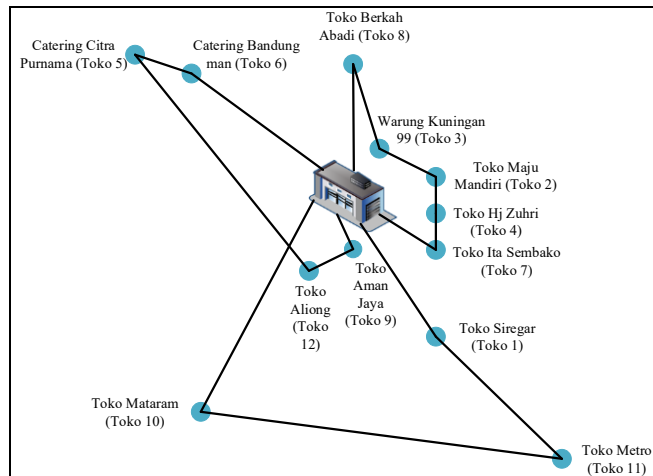 Toko Berkah
Abadi (Toko 8)
Catering Citra
Purnama (Toko 5)
Catering Bandung
man (Toko 6)
Warung Kuningan
99 (Toko 3)
Toko Maju
Mandiri (Toko 2)
Toko Hj Zuhri
(Toko 4)
Toko Ita Sembako
(Toko 7)
Toko
Aman
Jaya
(Toko 9)
Toko
Aliong
(Toko
12)
Toko Siregar
(Toko 1)
Toko Mataram
(Toko 10)
Toko Metro
(Toko 11)